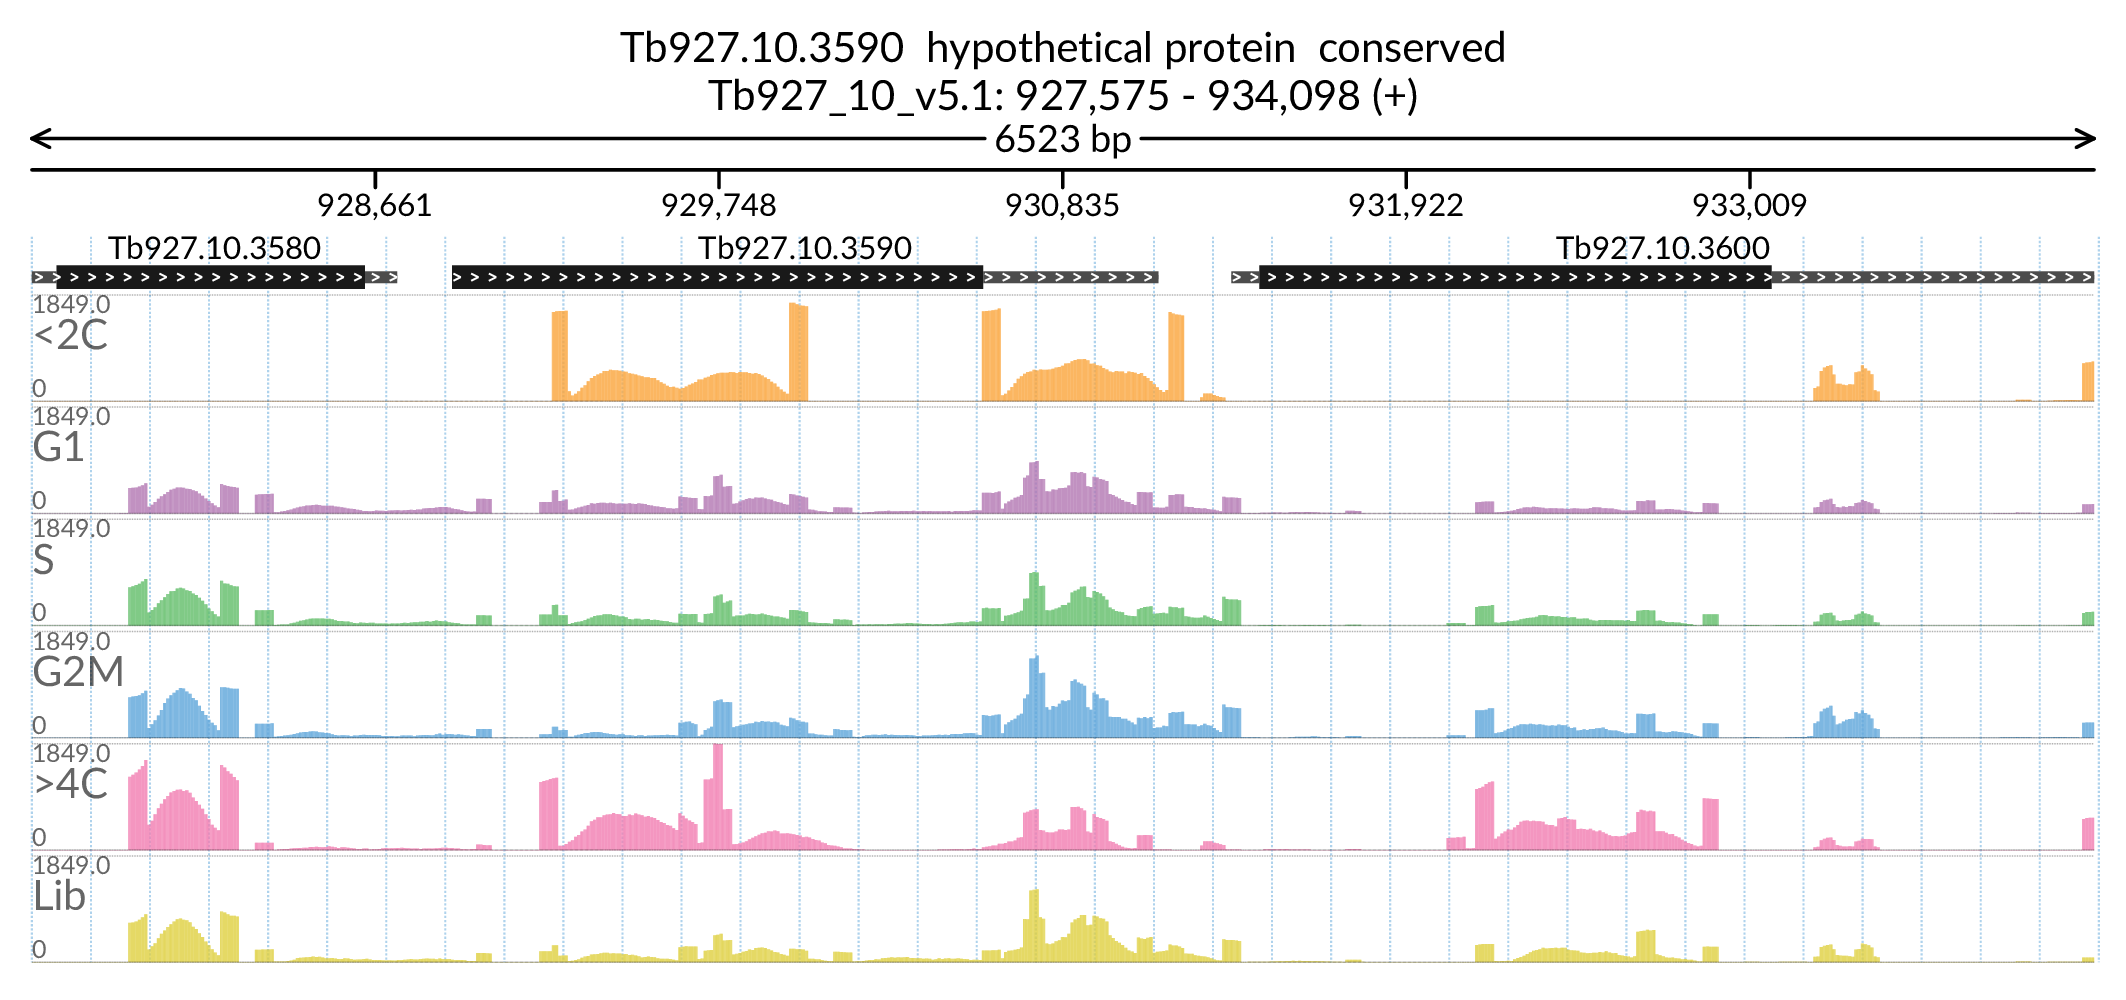 Tb927.10.3590  hypothetical protein  conserved
Tb927_10_v5.1: 927,575 - 934,098 (+)
6523 bp
928,661 929,748 930,835 931,922 933,009
Tb927.10.3580 Tb927.10.3590 Tb927.10.3600
1849.0
<2C
0
1849.0
G1
0
1849.0
S
0
1849.0
G2M
0
1849.0
>4C
0
1849.0
Lib
0